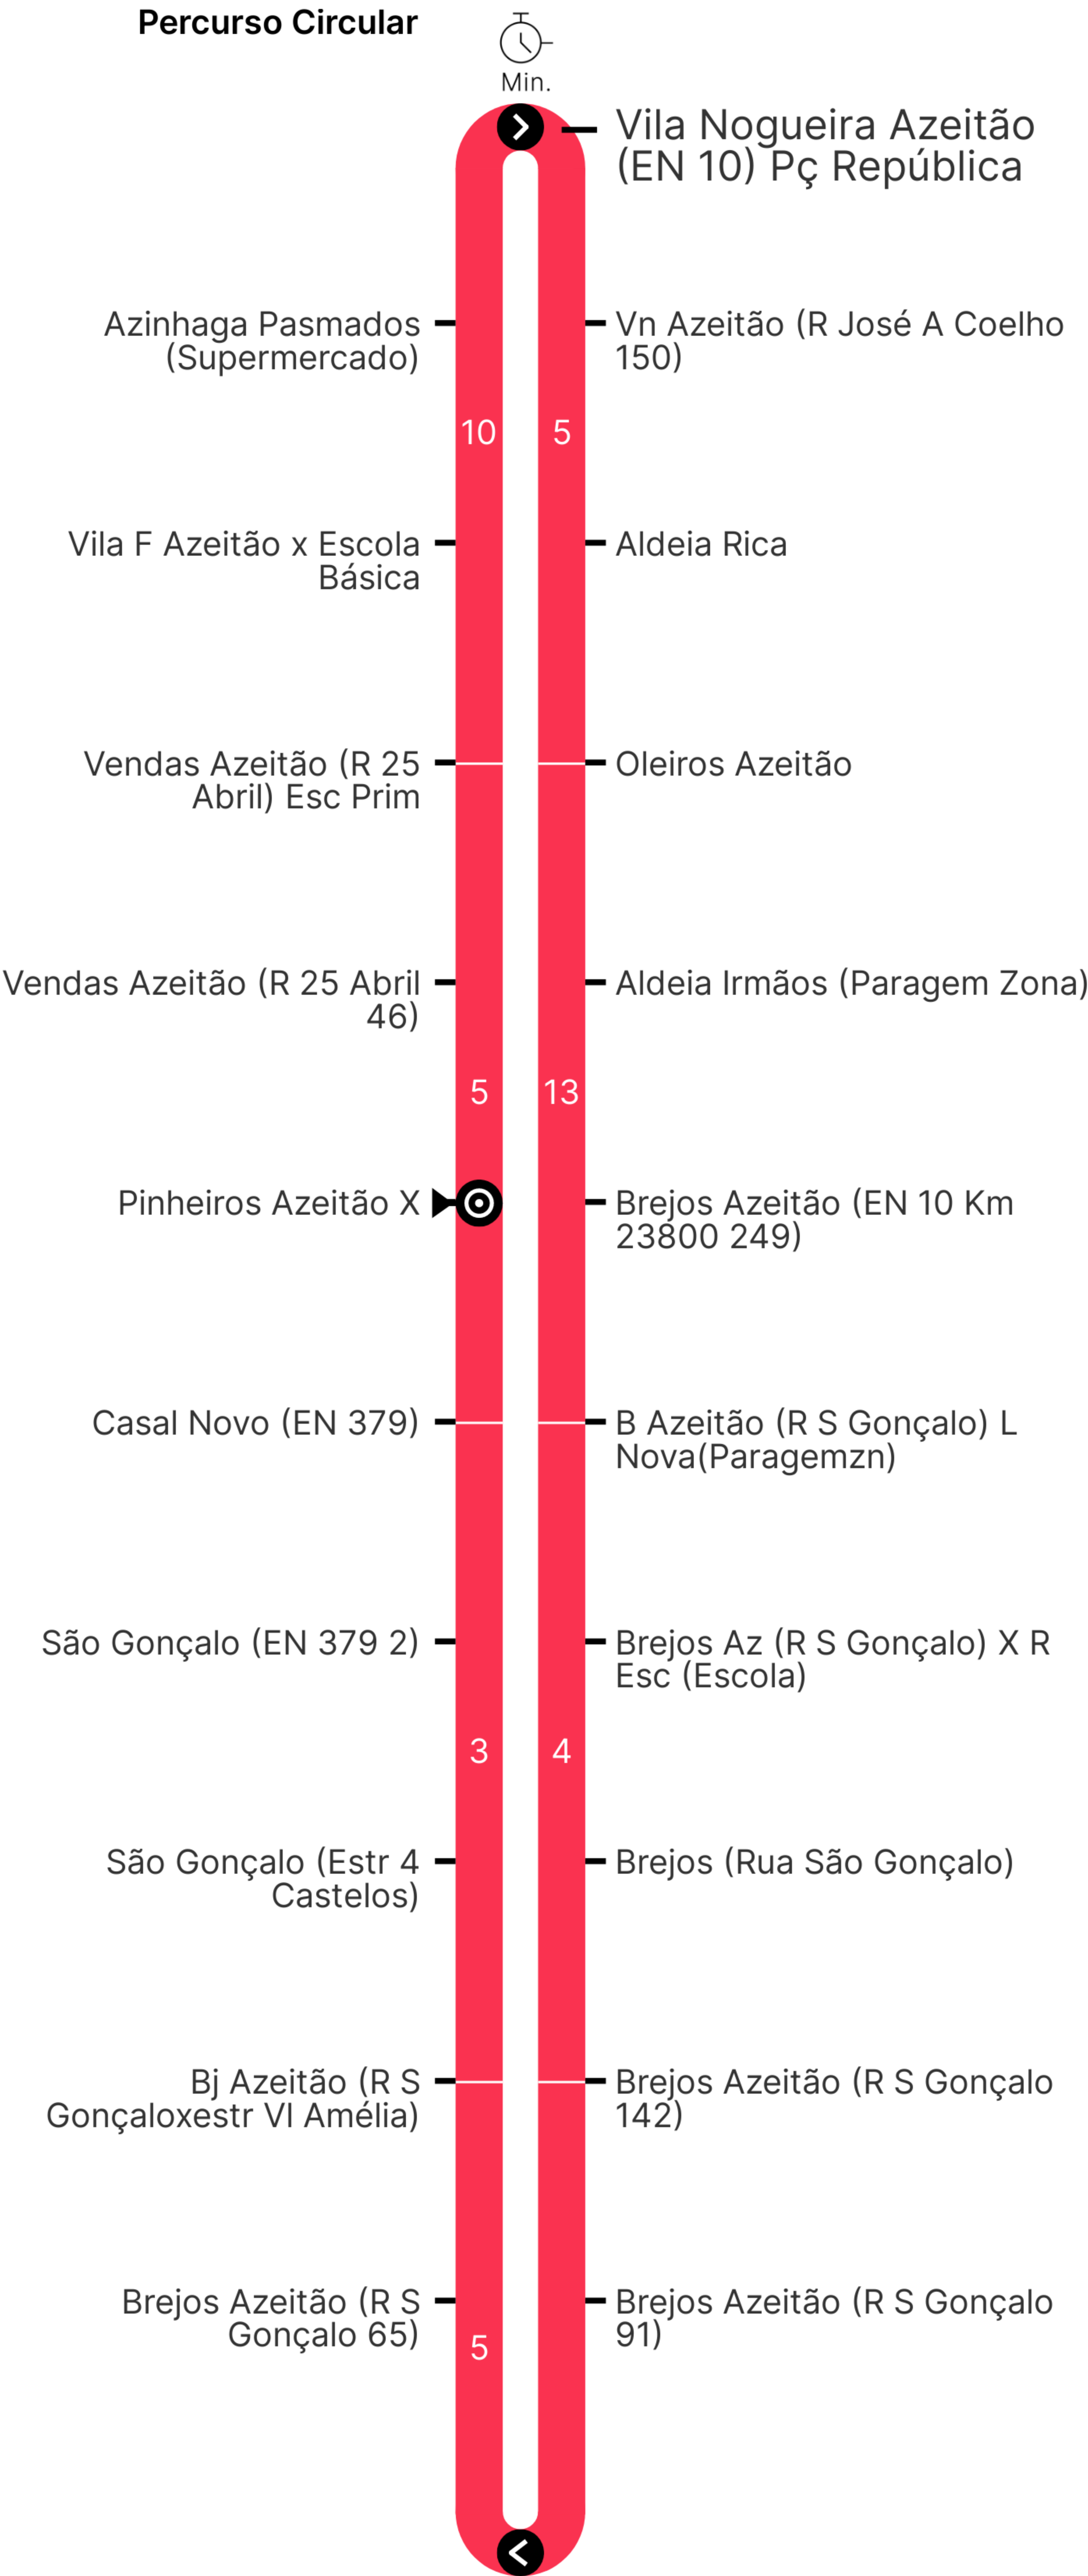 Percurso Circular
Min.
Vila Nogueira Azeitão
(EN 10) Pç República
Azinhaga Pasmados
(Supermercado)
Vn Azeitão (R José A Coelho
150)
10
5
Vila F Azeitão x Escola
Básica
Aldeia Rica
Vendas Azeitão (R 25
Abril) Esc Prim
Oleiros Azeitão
Vendas Azeitão (R 25 Abril
46)
Aldeia Irmãos (Paragem Zona)
5
13
Pinheiros Azeitão X
Brejos Azeitão (EN 10 Km
23800 249)
Casal Novo (EN 379)
B Azeitão (R S Gonçalo) L
Nova(Paragemzn)
São Gonçalo (EN 379 2)
Brejos Az (R S Gonçalo) X R
Esc (Escola)
3
4
São Gonçalo (Estr 4
Castelos)
Brejos (Rua São Gonçalo)
Bj Azeitão (R S
Gonçaloxestr Vl Amélia)
Brejos Azeitão (R S Gonçalo
142)
Brejos Azeitão (R S
Gonçalo 65)
Brejos Azeitão (R S Gonçalo
91)
5